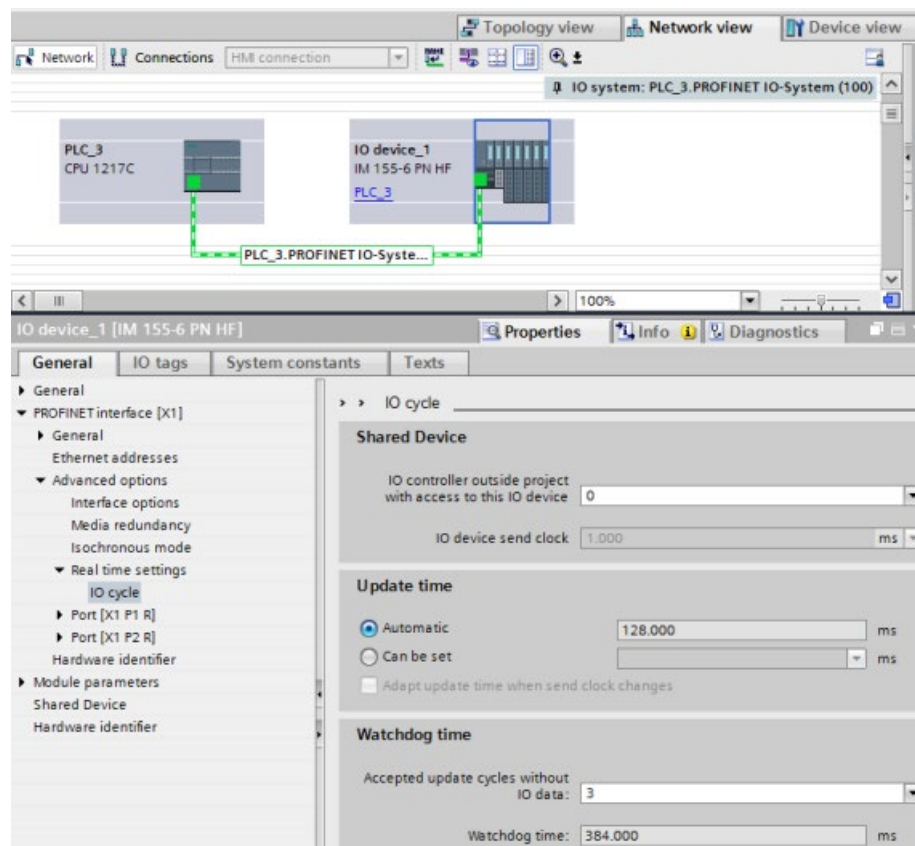 Topology view
Network view
Device view
Network
Connections
HMI connection
IO system: PLC_3.PROFINET IO-System (100)
PLC_3
CPU 1217C
IO device_1
IM 155-6 PN HF
PLC_3
PLC_3.PROFINET IO-Syste...
100%
IO device_1 [IM 155-6 PN HF]
Properties
Info
Diagnostics
General
IO tags
System constants
Texts
General
PROFINET interface [X1]
General
Ethernet addresses
Advanced options
Interface options
Media redundancy
Isochronous mode
Real time settings
IO cycle
Port [X1 P1 R]
Port [X1 P2 R]
Hardware identifier
Module parameters
Shared Device
Hardware identifier
> > IO cycle
Shared Device
IO controller outside project
with access to this IO device 0
IO device send clock 1.000 ms
Update time
Automatic 128.000 ms
Can be set ms
Adapt update time when send clock changes
Watchdog time
Accepted update cycles without
IO data: 3
Watchdog time: 384.000 ms